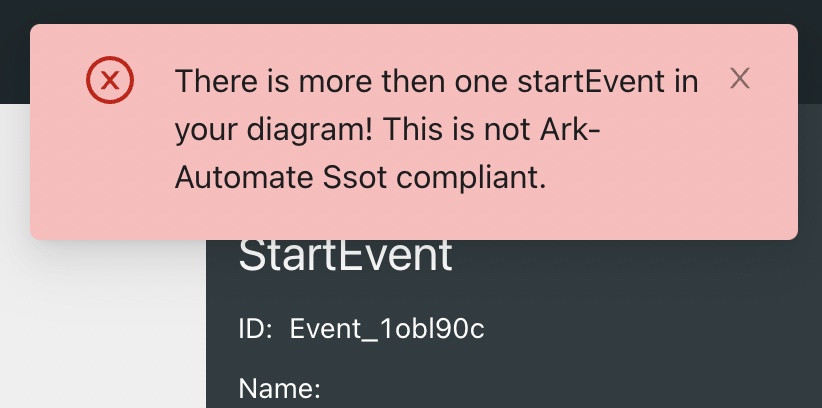 There is more then one startEvent in
your diagram! This is not Ark-
Automate Ssot compliant.
StartEvent
ID: Event_1obl90c
Name: